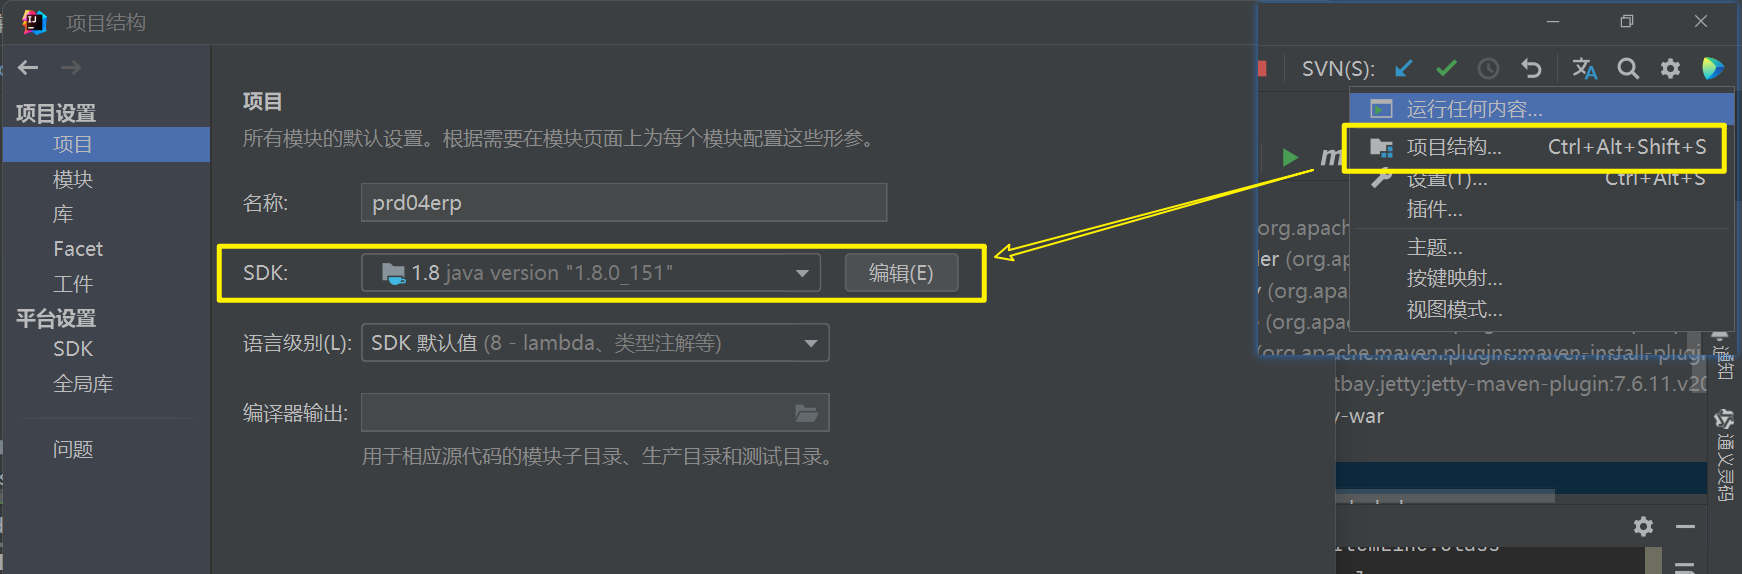 项目结构
项目设置
项目
模块
库
Facet
工件
平台设置
SDK
全局库
问题
项目
所有模块的默认设置。根据需要在模块页面上为每个模块配置这些形参。
名称: prd04erp
SDK: 1.8 java version "1.8.0_151" 编辑(E)
语言级别(L): SDK 默认值 (8 - lambda、类型注解等)
编译器输出:
用于相应源代码的模块子目录、生产目录和测试目录。
SVN(S):
运行任何内容...
项目结构... Ctrl+Alt+Shift+S
设置(T)... Ctrl+Alt+S
插件...
主题...
按键映射...
视图模式...
org.apach
ler (org.ap
(org.apa
(org.apac
(org.apache.maven.plugins:maven-install-plugi
tbay.jetty:jetty-maven-plugin:7.6.11.v20
y-war
通知
通义灵码